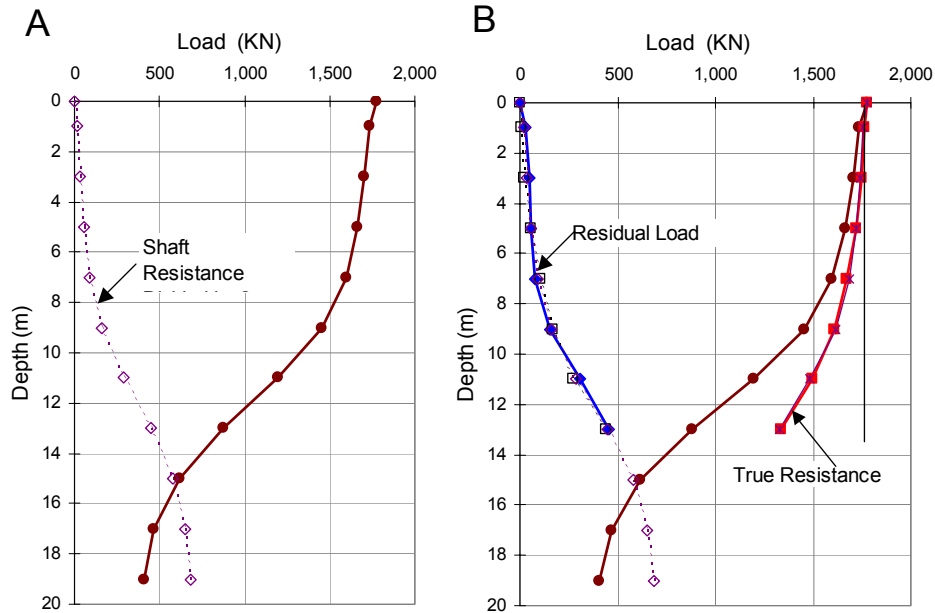 A
Load (KN)
0 500 1,000 1,500 2,000
0
2
4
6
8
10
12
14
16
18
20
Depth (m)
Shaft
Resistance
B
Load (KN)
0 500 1,000 1,500 2,000
0
2
4
6
8
10
12
14
16
18
20
Depth (m)
Residual Load
True Resistance